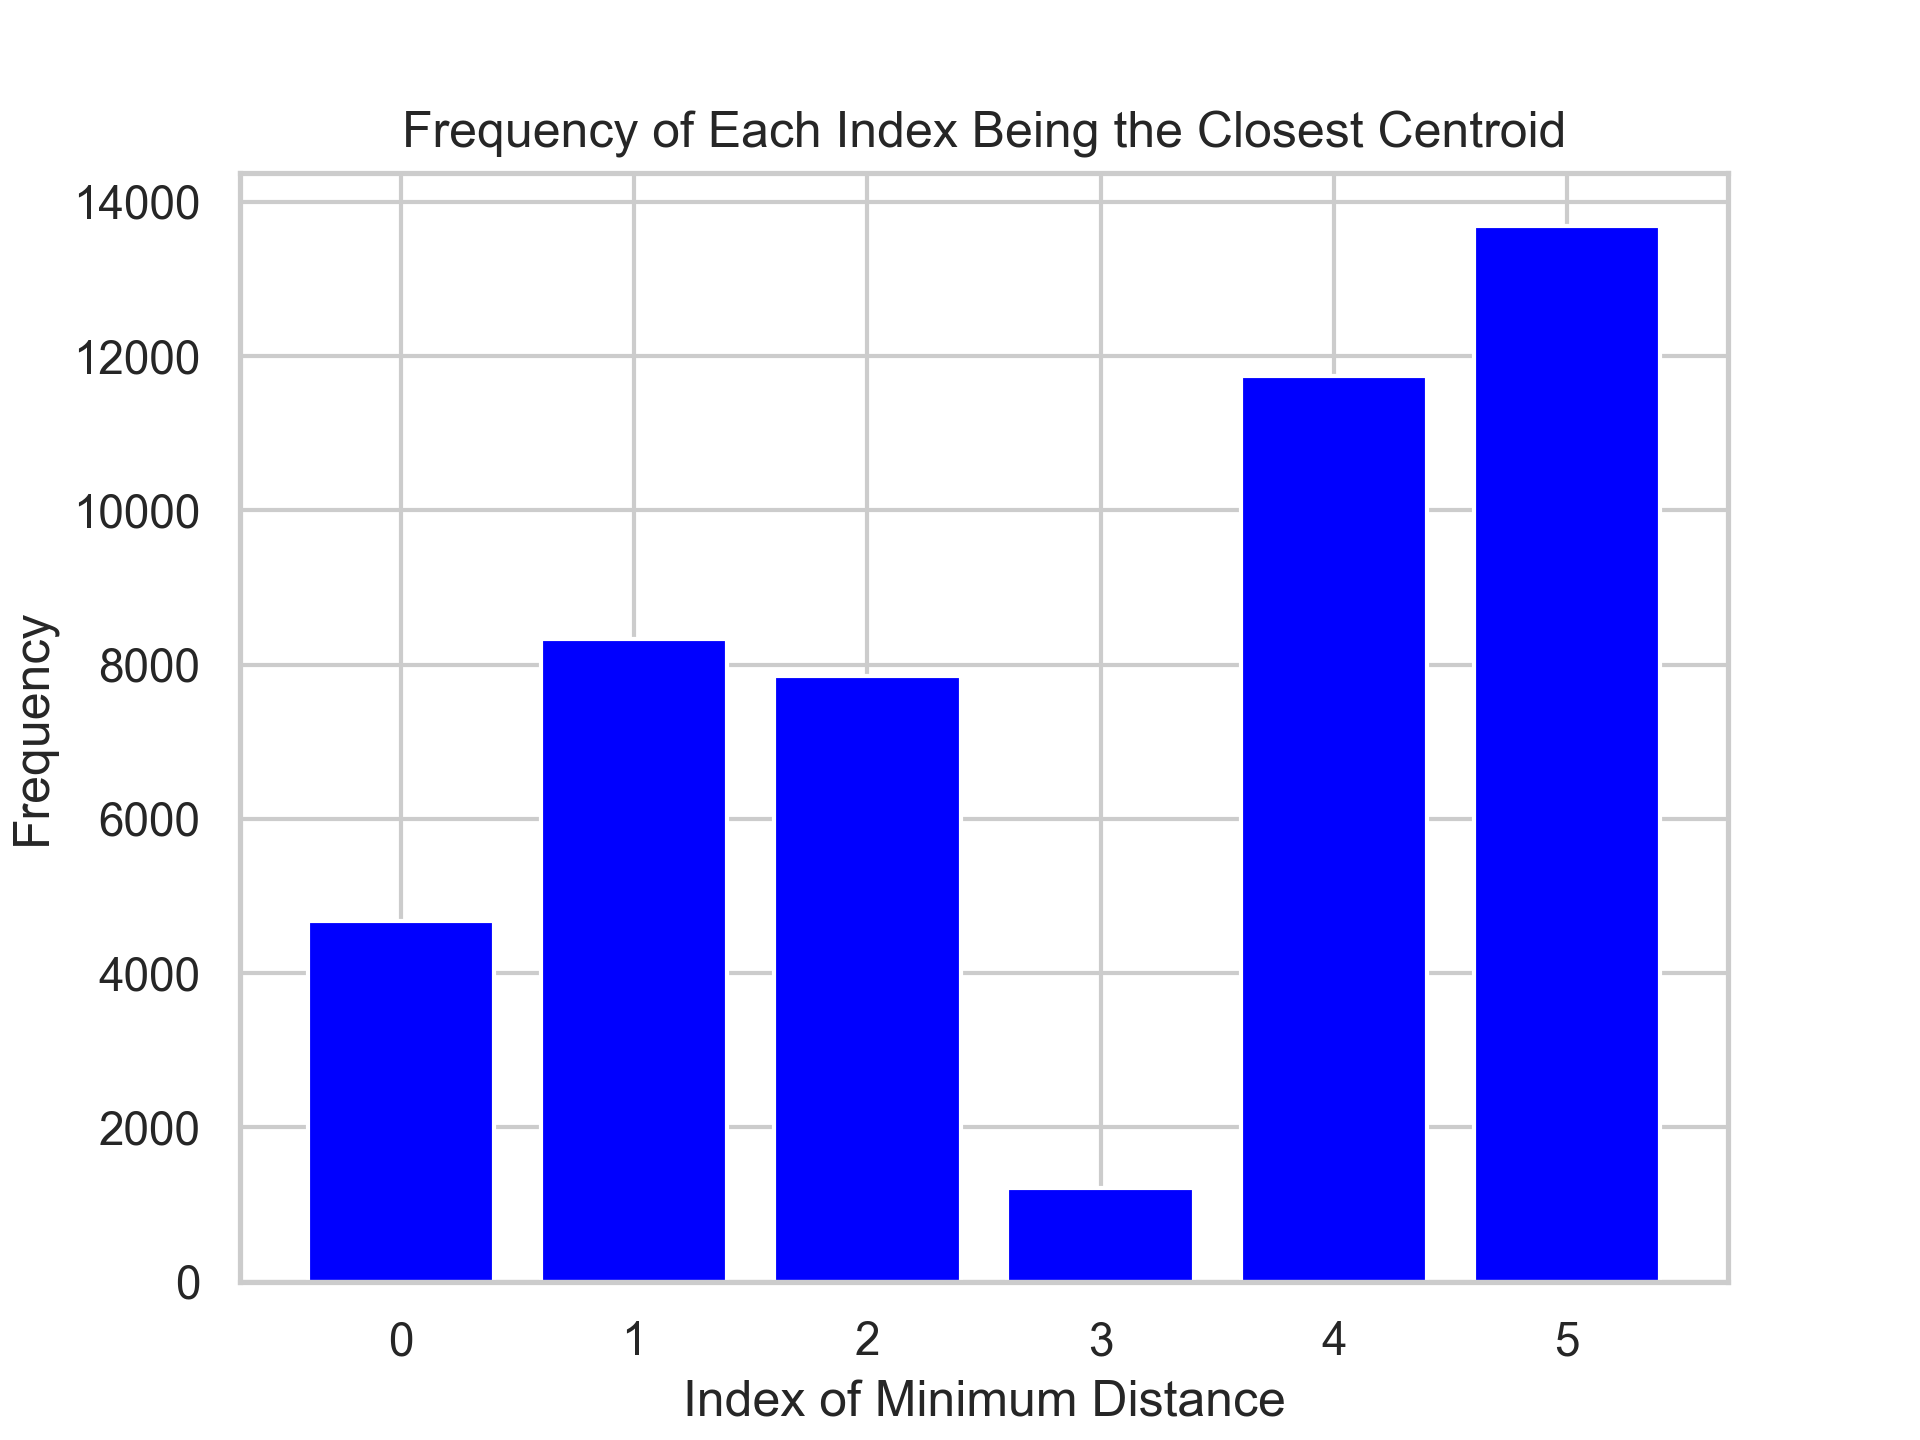 Frequency of Each Index Being the Closest Centroid
14000
12000
10000
8000
6000
4000
2000
0
Frequency
0 1 2 3 4 5
Index of Minimum Distance